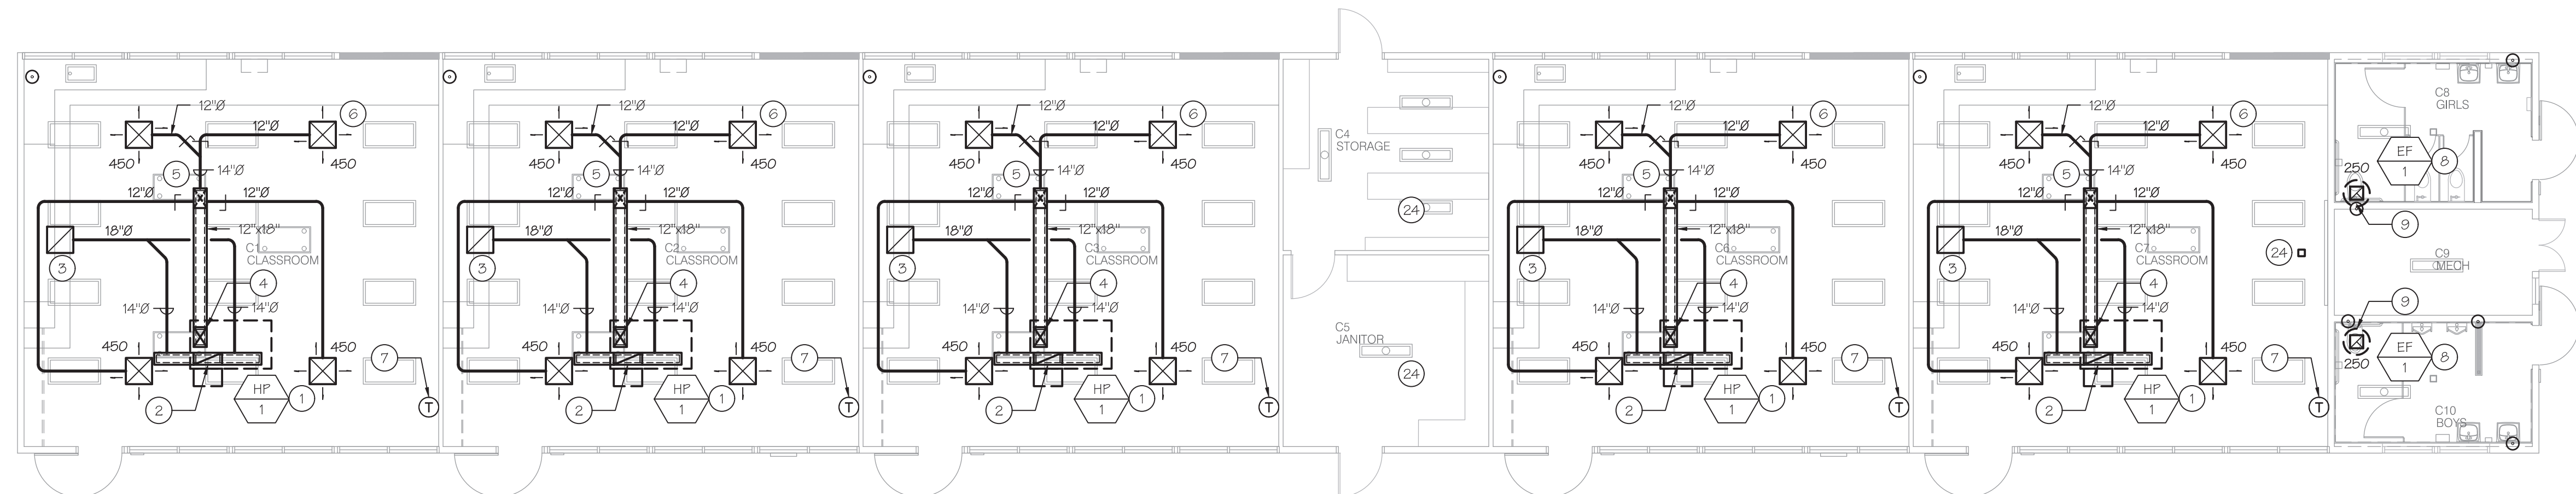 12"Ø
6
12"Ø
450
450
5
14"Ø
12"Ø
12"Ø
18"Ø
12"x18"
C1
CLASSROOM
3
4
14"Ø
14"Ø
450
450
7
HP
1
1
2
T
12"Ø
6
12"Ø
450
450
5
14"Ø
12"Ø
12"Ø
18"Ø
12"x18"
C2
CLASSROOM
3
4
14"Ø
14"Ø
450
450
7
HP
1
1
2
T
12"Ø
6
12"Ø
450
450
5
14"Ø
12"Ø
12"Ø
18"Ø
12"x18"
C3
CLASSROOM
3
4
14"Ø
14"Ø
450
450
7
HP
1
1
2
T
C4
STORAGE
24
C5
JANITOR
24
12"Ø
6
12"Ø
450
450
5
14"Ø
12"Ø
12"Ø
18"Ø
12"x18"
C6
CLASSROOM
3
4
14"Ø
14"Ø
450
450
7
HP
1
1
2
T
12"Ø
6
12"Ø
450
450
5
14"Ø
12"Ø
12"Ø
18"Ø
12"x18"
C7
CLASSROOM
24
3
4
14"Ø
14"Ø
450
450
7
HP
1
1
2
T
C8
GIRLS
EF
1
8
250
9
C9
MECH
9
EF
1
8
250
C10
BOYS